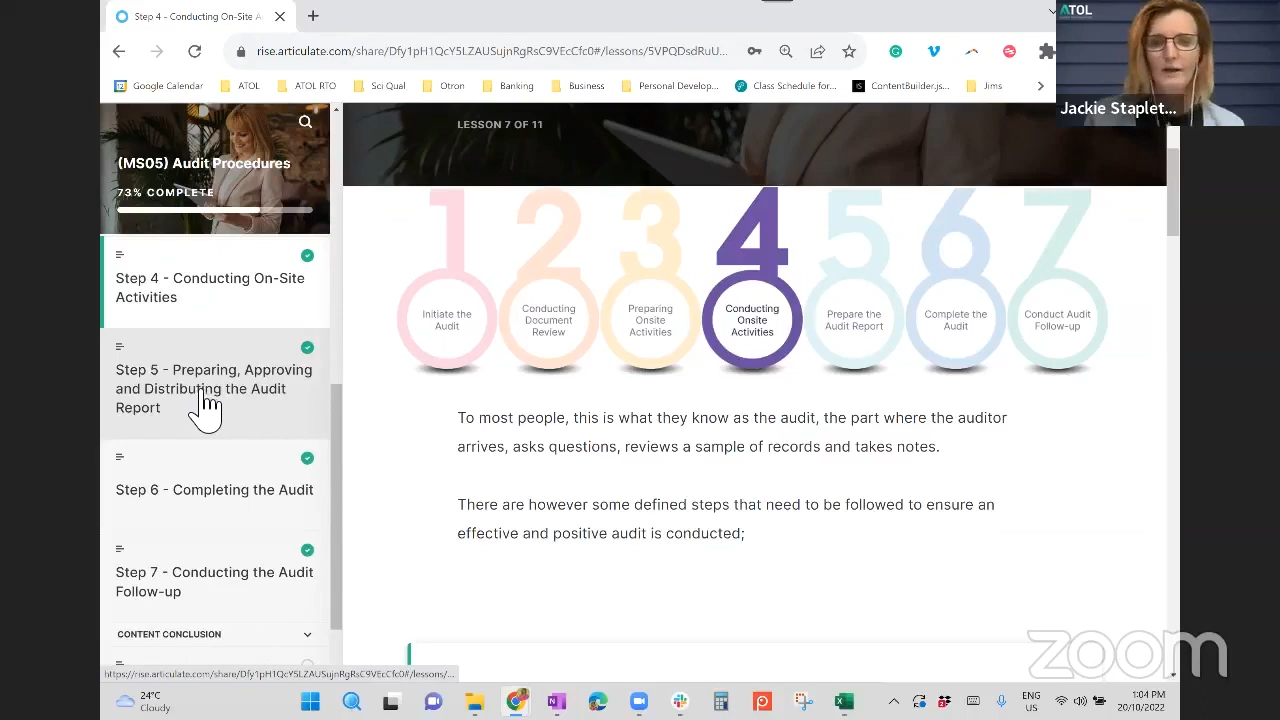 Step 4 - Conducting On-Site A
ATOL
rise.articulate.com/share/Dfy1pH1QcY5LZAUSujnRgRsC9VEcCfc0#/lessons/5VPQDsdRuU...
Google Calendar
ATOL
ATOL RTO
Sci Qual
Otron
Banking
Business
Personal Develop...
Class Schedule for...
ContentBuilder.js...
Jims
Jackie Staplet...
(MS05) Audit Procedures
73% COMPLETE
Step 4 - Conducting On-Site
Activities
Step 5 - Preparing, Approving
and Distributing the Audit
Report
Step 6 - Completing the Audit
Step 7 - Conducting the Audit
Follow-up
CONTENT CONCLUSION
LESSON 7 OF 11
1 2 3 4 5 6 7
Initiate the
Audit
Conducting
Document
Review
Preparing
Onsite
Activities
Conducting
Onsite
Activities
Prepare the
Audit Report
Complete the
Audit
Conduct Audit
Follow-up
To most people, this is what they know as the audit, the part where the auditor
arrives, asks questions, reviews a sample of records and takes notes.
There are however some defined steps that need to be followed to ensure an
effective and positive audit is conducted;
zoom
https://rise.articulate.com/share/Dfy1pH1QcY5LZAUSujnRgRsC9VEcCfc0#/lessons/...
24°C
Cloudy
ENG
US
1:04 PM
20/10/2022